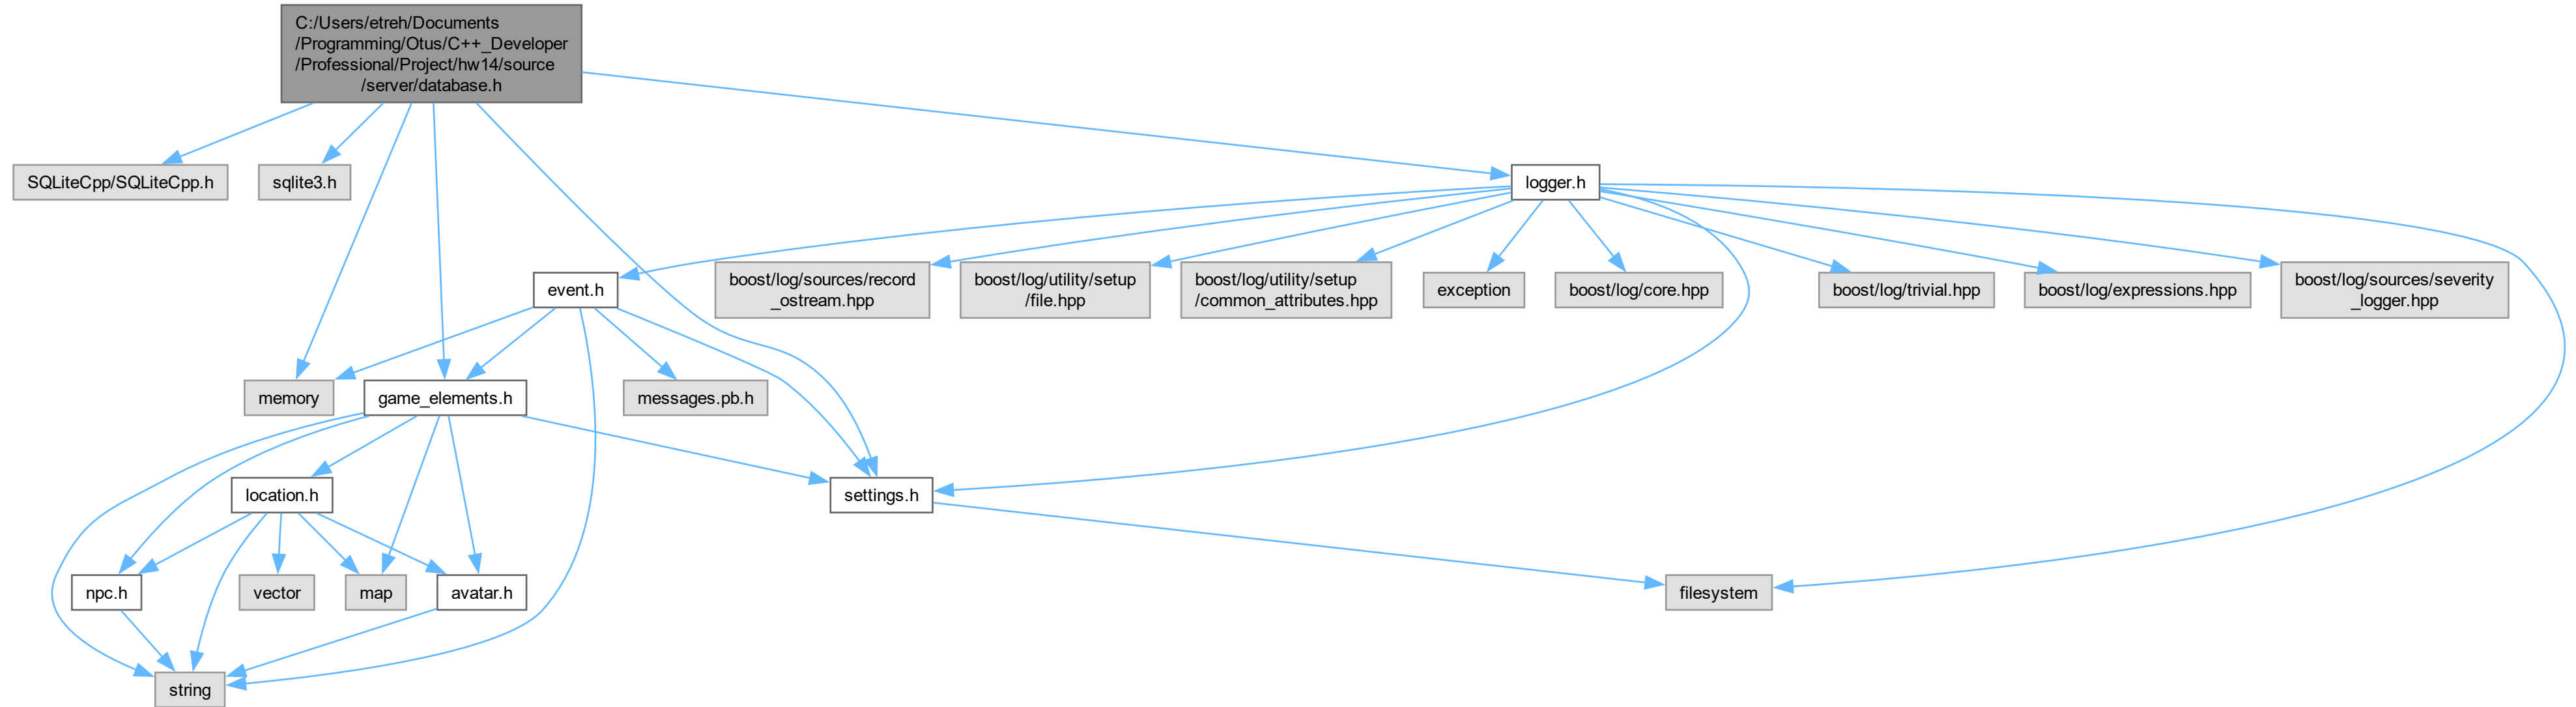 C:/Users/etreh/Documents
/Programming/Otus/C++_Developer
/Professional/Project/hw14/source
/server/database.h
SQLiteCpp/SQLiteCpp.h
sqlite3.h
logger.h
event.h
boost/log/sources/record
_ostream.hpp
boost/log/utility/setup
/file.hpp
boost/log/utility/setup
/common_attributes.hpp
exception
boost/log/core.hpp
boost/log/trivial.hpp
boost/log/expressions.hpp
boost/log/sources/severity
_logger.hpp
memory
game_elements.h
messages.pb.h
location.h
settings.h
npc.h
vector
map
avatar.h
filesystem
string